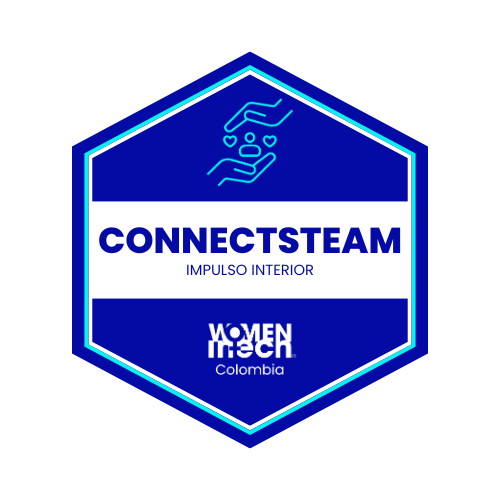 CONNECTSTEAM
IMPULSO INTERIOR
WOMEN
in tech®
Colombia